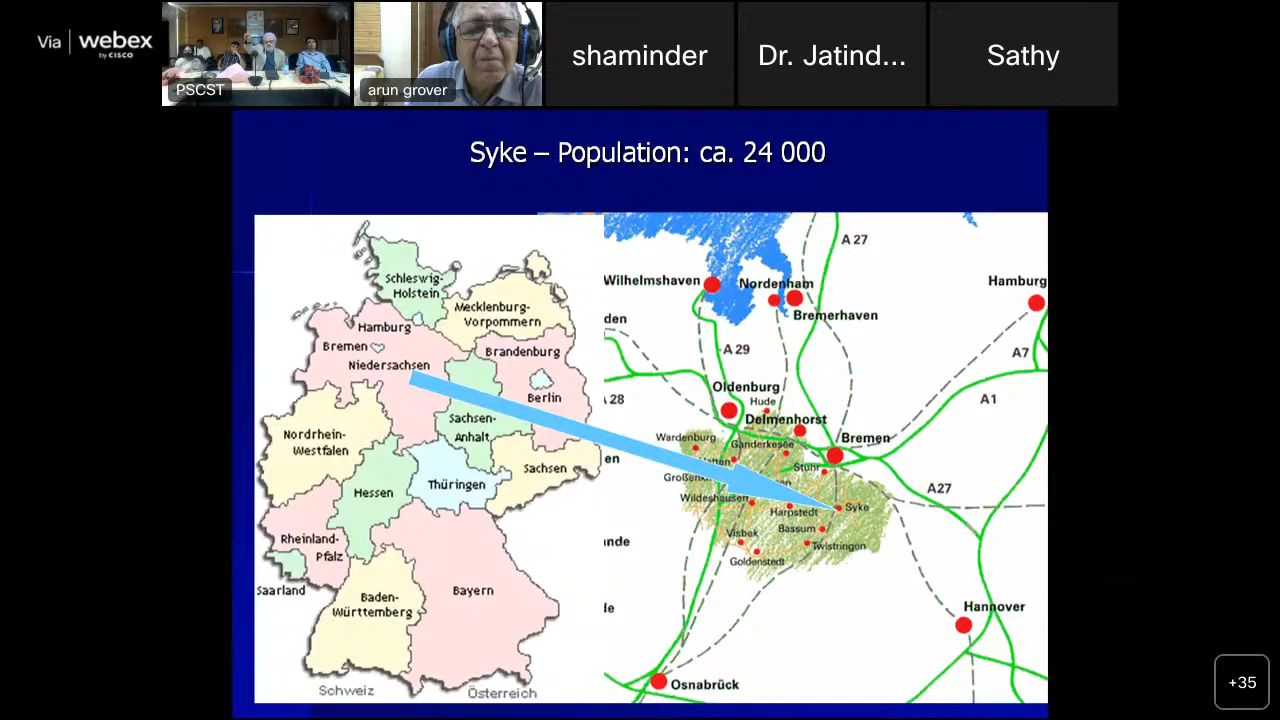 Via | webex
by CISCO
PSCST
arun grover
shaminder
Dr. Jatind...
Sathy
Syke – Population: ca. 24 000
Schleswig-
Holstein
Mecklenburg-
Vorpommern
Hamburg
Bremen
Niedersachsen
Brandenburg
Berlin
Sachsen-
Anhalt
Nordrhein-
Westfalen
Hessen
Thüringen
Sachsen
Rheinland-
Pfalz
Saarland
Baden-
Württemberg
Bayern
Schweiz
Österreich
A 27
Wilhelmshaven
Nordenham
Hamburg
Bremerhaven
den
A 29
A7
Oldenburg
28
Hude
A1
Delmenhorst
Wardenburg
Ganderkesee
Bremen
en
Stuhr
A27
Wildeshausen
Harpstedt
Syke
Bassum
Visbek
nde
Twistringen
Goldenstedt
le
Hannover
Osnabrück
+35